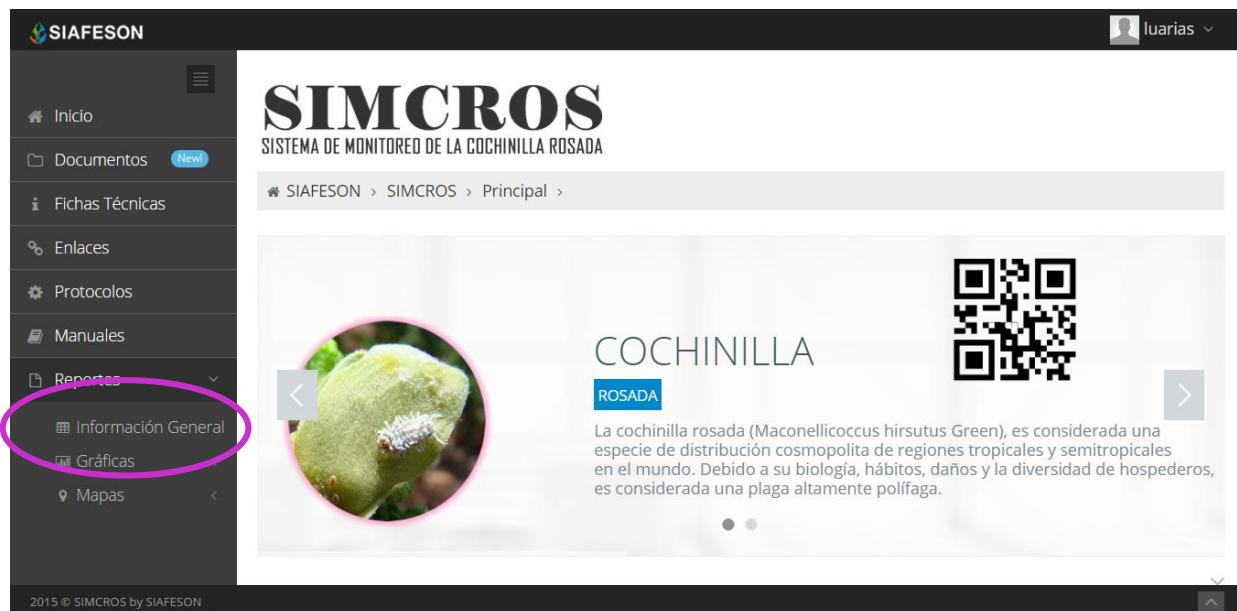 SIAFESON
luarias
Inicio
Documentos New!
Fichas Técnicas
Enlaces
Protocolos
Manuales
Reportes
Información General
Gráficas
Mapas
SIMCROS
SISTEMA DE MONITOREO DE LA COCHINILLA ROSADA
SIAFESON > SIMCROS > Principal >
COCHINILLA
ROSADA
La cochinilla rosada (Maconellicoccus hirsutus Green), es considerada una
especie de distribución cosmopolita de regiones tropicales y semitropicales
en el mundo. Debido a su biología, hábitos, daños y la diversidad de hospederos,
es considerada una plaga altamente polífaga.
2015 © SIMCROS by SIAFESON